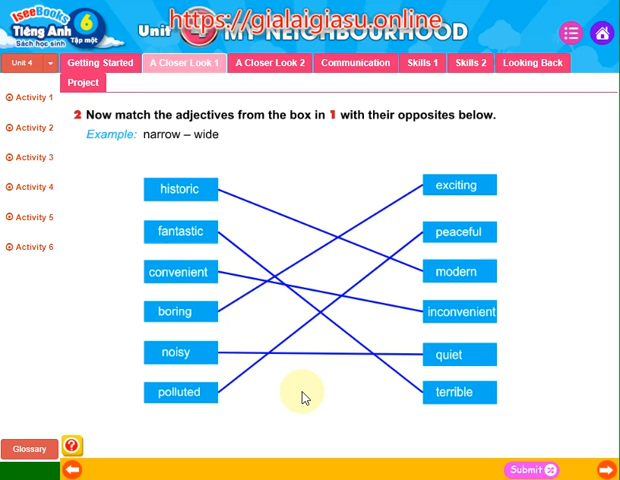 IseeBooks
Tiếng Anh 6
Sách học sinh Tập một
Unit 4 MY NEIGHBOURHOOD
https://gialaigiasu.online
Unit 4
Getting Started
A Closer Look 1
A Closer Look 2
Communication
Skills 1
Skills 2
Looking Back
Project
Activity 1
Activity 2
Activity 3
Activity 4
Activity 5
Activity 6
2 Now match the adjectives from the box in 1 with their opposites below.
Example: narrow – wide
historic
exciting
fantastic
peaceful
convenient
modern
boring
inconvenient
noisy
quiet
polluted
terrible
Glossary
?
Submit